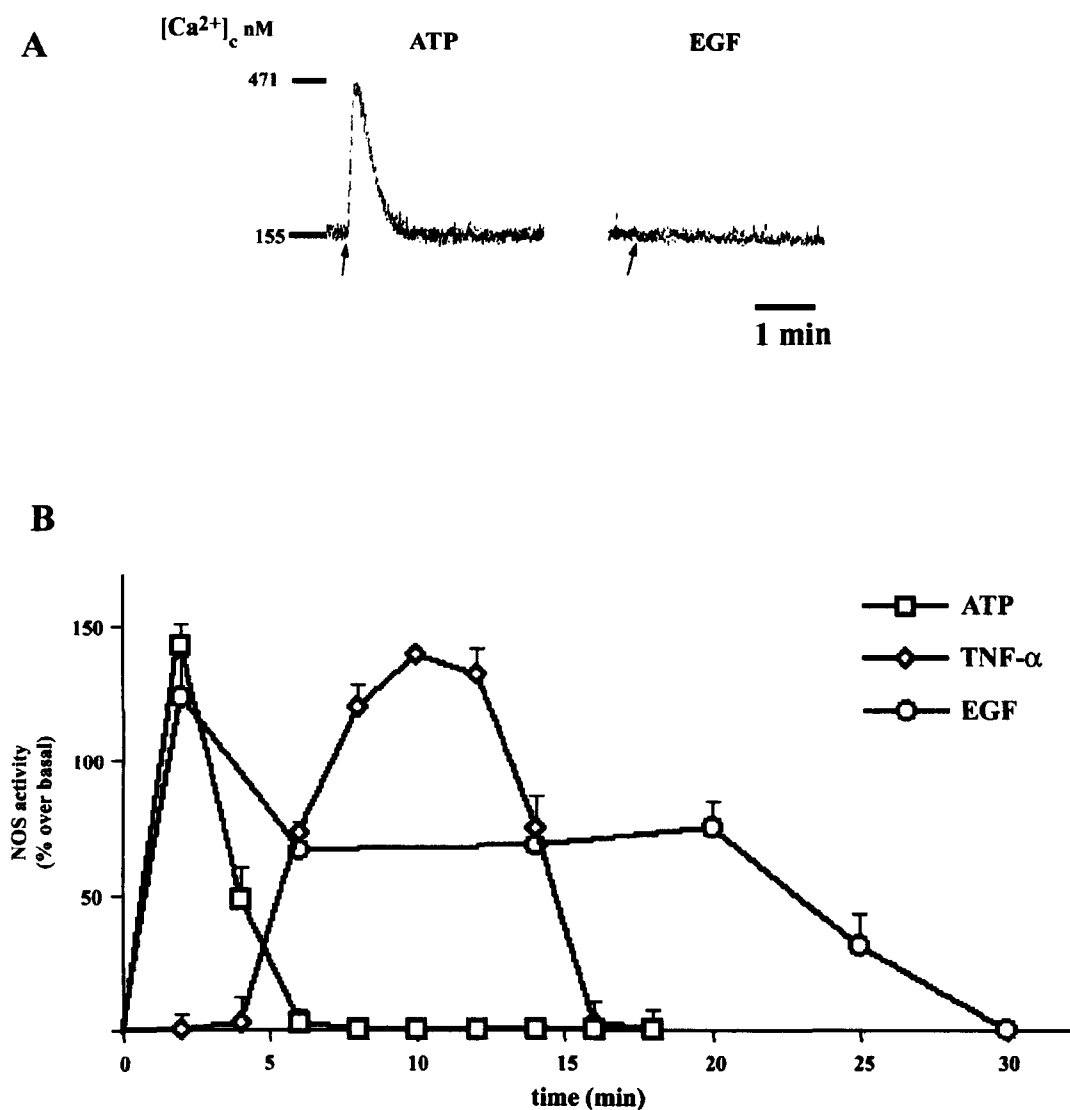 A
[Ca²⁺]c nM
ATP
EGF
471
155
1 min
B
NOS activity
(% over basal)
150
100
50
ATP
TNF-α
EGF
0 5 10 15 20 25 30
time (min)